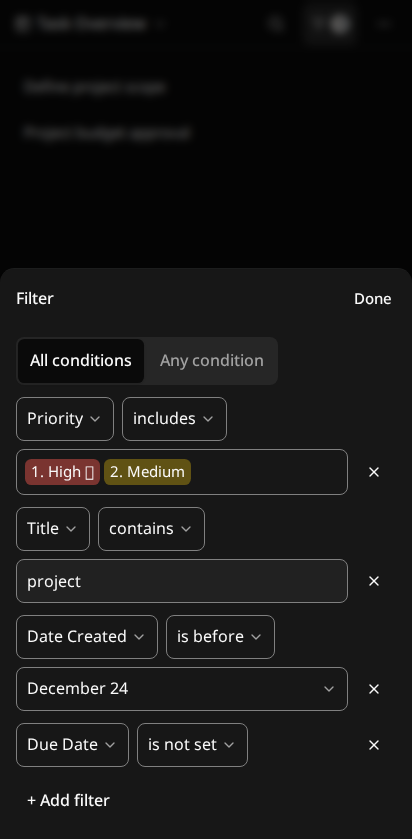 Task Overview
Define project scope
Project budget approval
Filter
Done
All conditions
Any condition
Priority
includes
1. High
2. Medium
Title
contains
project
Date Created
is before
December 24
Due Date
is not set
+ Add filter